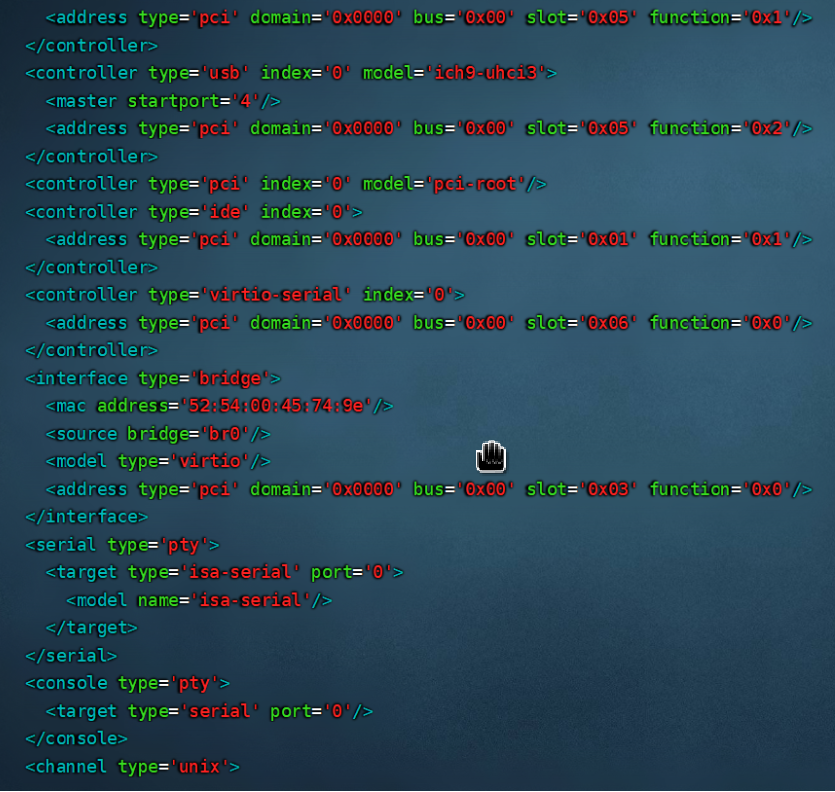 <address type='pci' domain='0x0000' bus='0x00' slot='0x05' function='0x1'/>
</controller>
<controller type='usb' index='0' model='ich9-uhci3'>
<master startport='4'/>
<address type='pci' domain='0x0000' bus='0x00' slot='0x05' function='0x2'/>
</controller>
<controller type='pci' index='0' model='pci-root'/>
<controller type='ide' index='0'>
<address type='pci' domain='0x0000' bus='0x00' slot='0x01' function='0x1'/>
</controller>
<controller type='virtio-serial' index='0'>
<address type='pci' domain='0x0000' bus='0x00' slot='0x06' function='0x0'/>
</controller>
<interface type='bridge'>
<mac address='52:54:00:45:74:9e'/>
<source bridge='br0'/>
<model type='virtio'/>
<address type='pci' domain='0x0000' bus='0x00' slot='0x03' function='0x0'/>
</interface>
<serial type='pty'>
<target type='isa-serial' port='0'>
<model name='isa-serial'/>
</target>
</serial>
<console type='pty'>
<target type='serial' port='0'/>
</console>
<channel type='unix'>